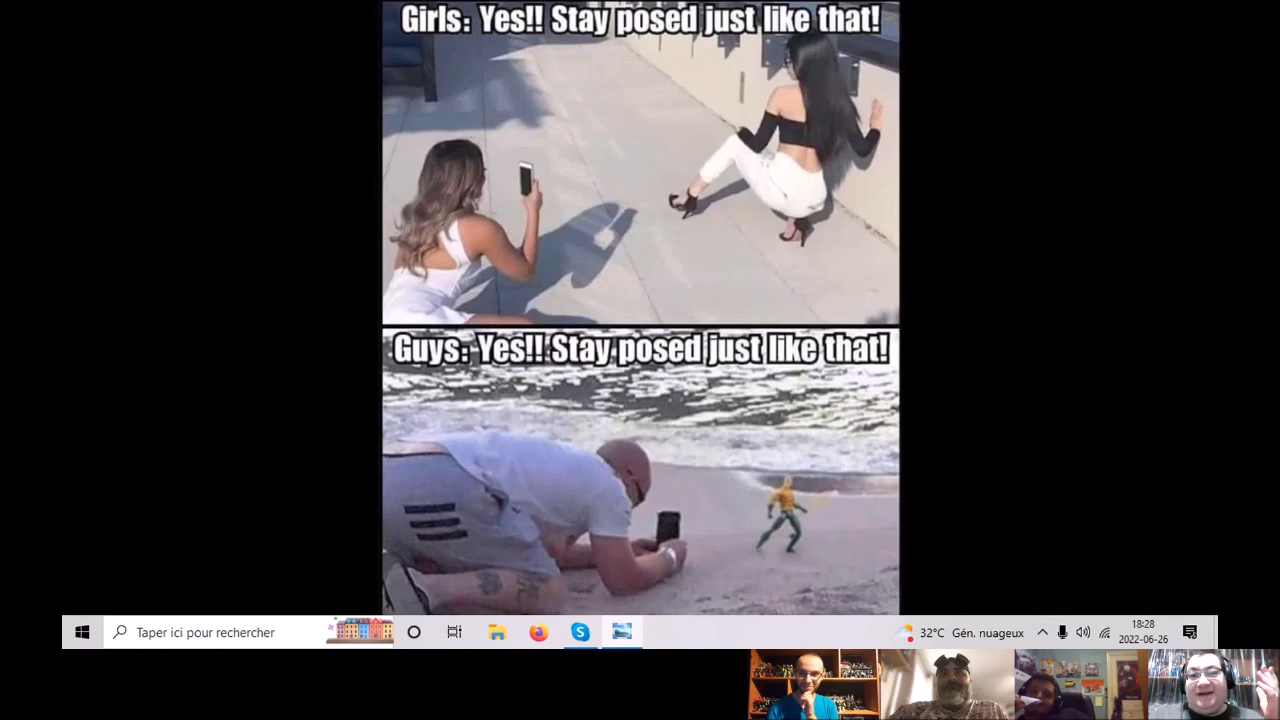 Girls: Yes!! Stay posed just like that!
Guys: Yes!! Stay posed just like that!
Taper ici pour rechercher
32°C Gén. nuageux
18:28
2022-06-26